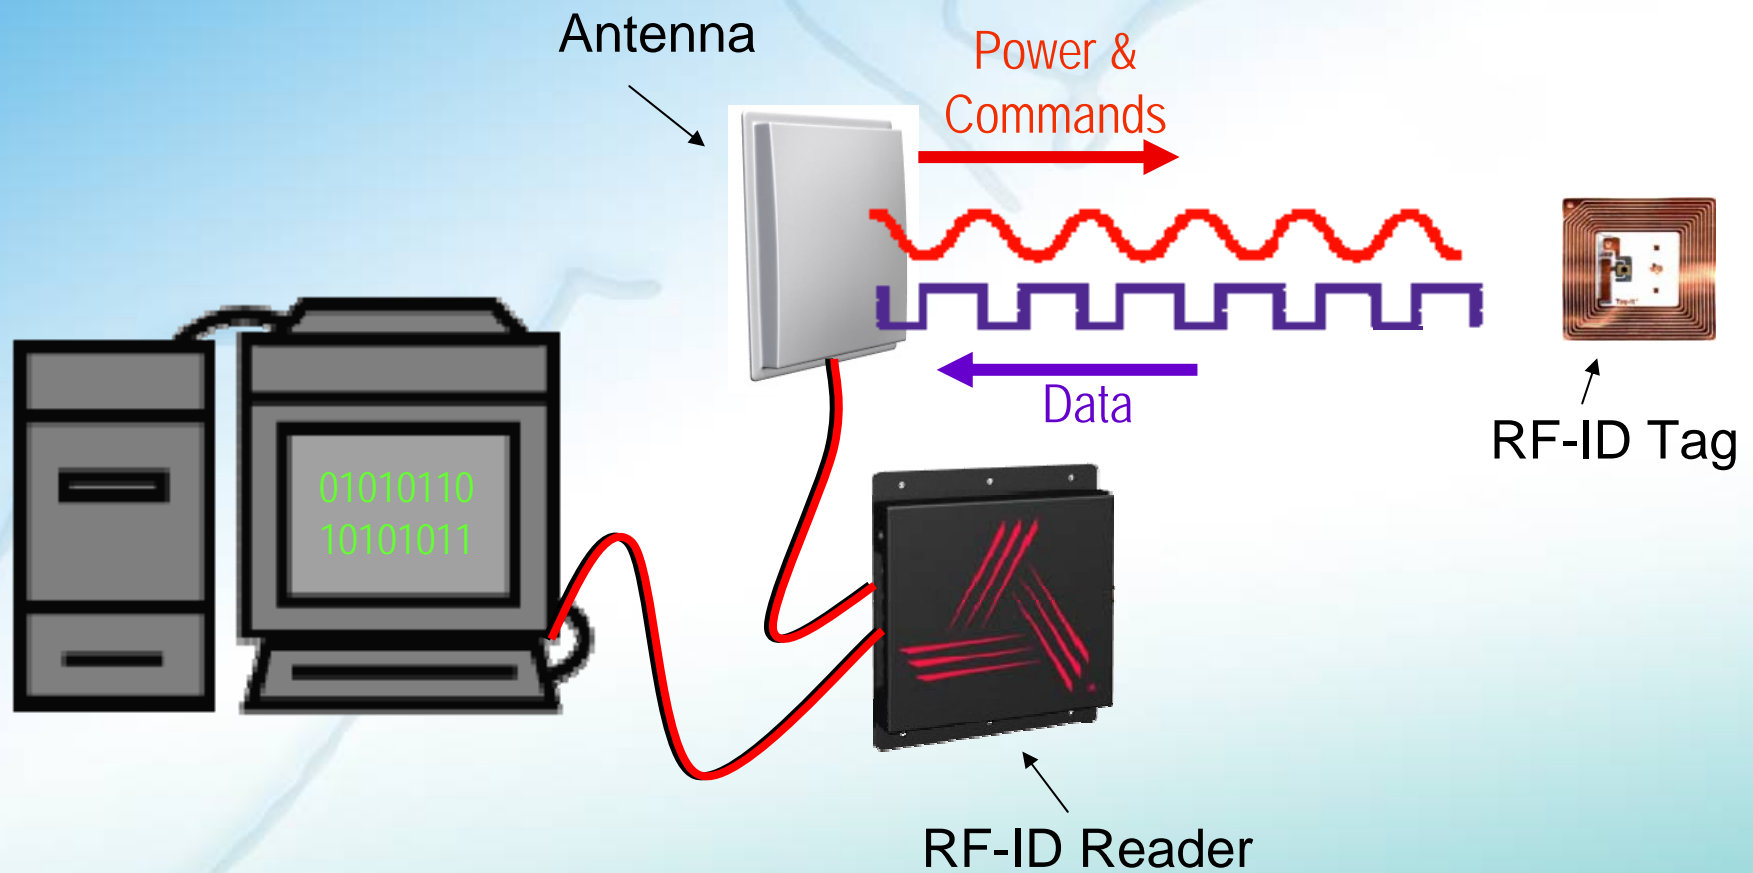 Antenna
Power &
Commands
Data
RF-ID Tag
01010110
10101011
RF-ID Reader